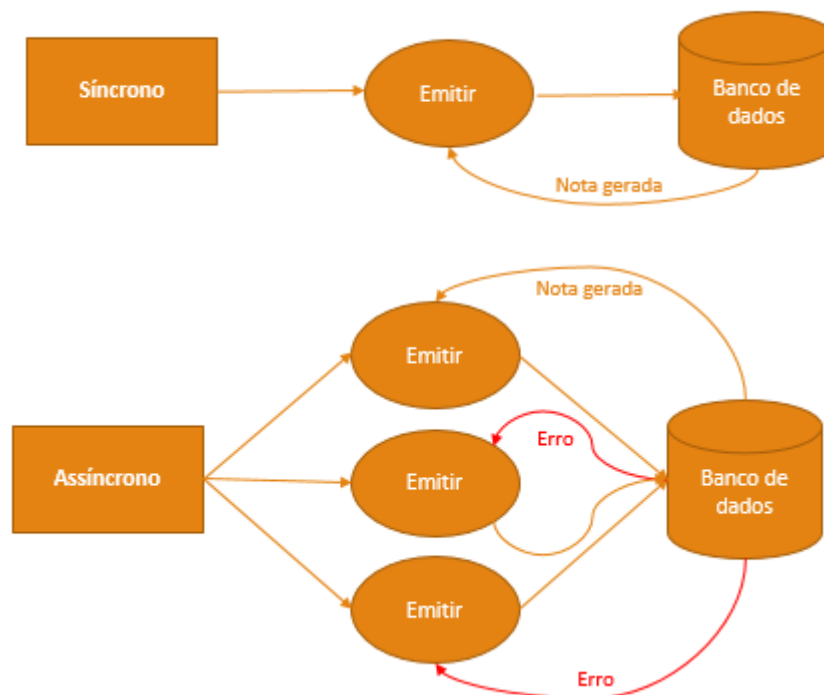 Síncrono
Emitir
Banco de
dados
Nota gerada
Nota gerada
Emitir
Erro
Assíncrono
Emitir
Banco de
dados
Emitir
Erro